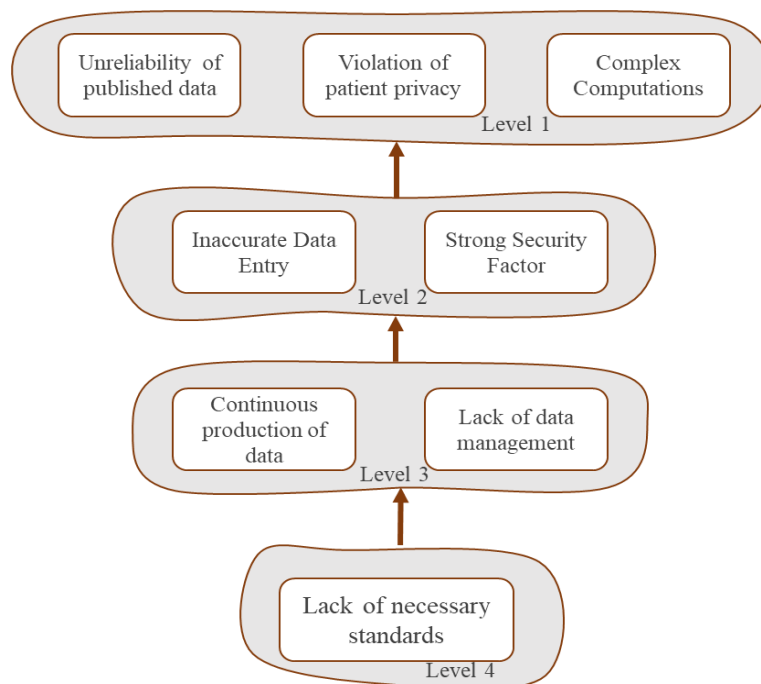 Unreliability of
published data
Violation of
patient privacy
Complex
Computations
Level 1
Inaccurate Data
Entry
Strong Security
Factor
Level 2
Continuous
production of
data
Lack of data
management
Level 3
Lack of necessary
standards
Level 4